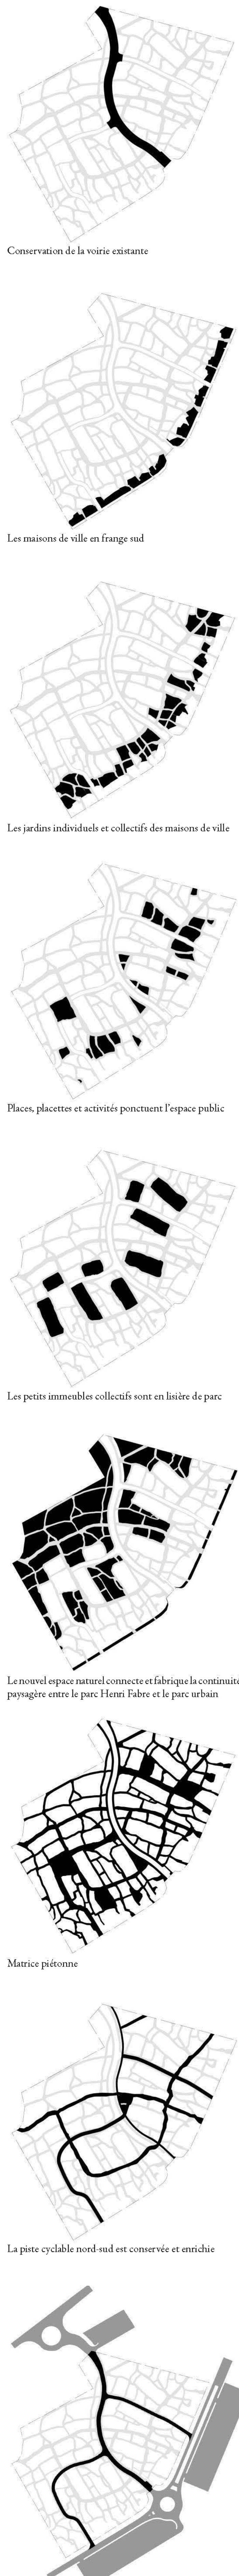 Conservation de la voirie existante
Les maisons de ville en frange sud
Les jardins individuels et collectifs des maisons de ville
Places, placettes et activités ponctuent l'espace public
Les petits immeubles collectifs sont en lisière de parc
Le nouvel espace naturel connecte et fabrique la continuité
paysagère entre le parc Henri Fabre et le parc urbain
Matrice piétonne
La piste cyclable nord-sud est conservée et enrichie